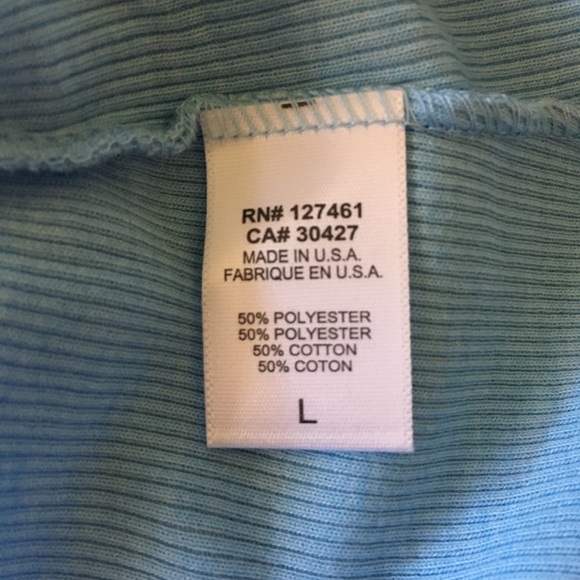 RN# 127461
CA# 30427
MADE IN U.S.A.
FABRIQUE EN U.S.A.
50% POLYESTER
50% POLYESTER
50% COTTON
50% COTON
L